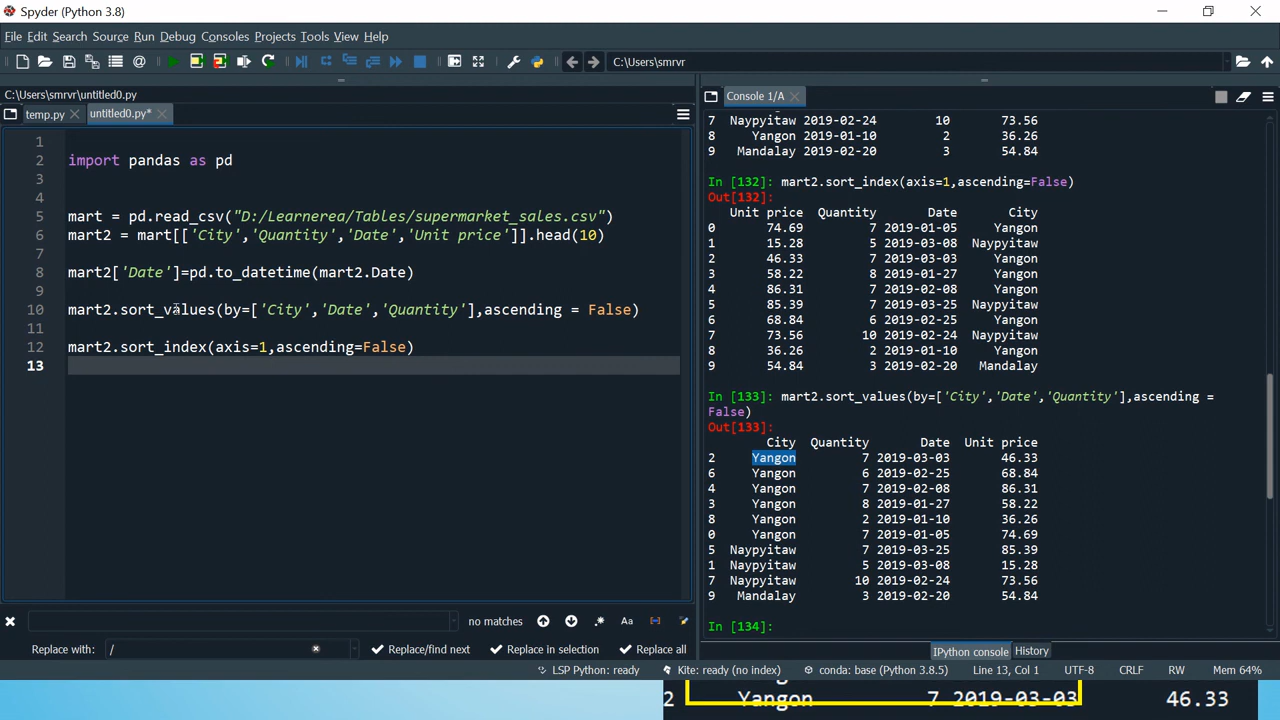 Spyder (Python 3.8)
File Edit Search Source Run Debug Consoles Projects Tools View Help
C:\Users\smrvr
C:\Users\smrvr\untitled0.py
temp.py
untitled0.py*
1
2 import pandas as pd
3
4
5 mart = pd.read_csv("D:/Learnerea/Tables/supermarket_sales.csv")
6 mart2 = mart[['City','Quantity','Date','Unit price']].head(10)
7
8 mart2['Date']=pd.to_datetime(mart2.Date)
9
10 mart2.sort_values(by=['City','Date','Quantity'],ascending = False)
11
12 mart2.sort_index(axis=1,ascending=False)
13
no matches
Aa
Replace with: /
Replace/find next
Replace in selection
Replace all
Console 1/A
7 Naypyitaw 2019-02-24 10 73.56
8 Yangon 2019-01-10 2 36.26
9 Mandalay 2019-02-20 3 54.84
In [132]: mart2.sort_index(axis=1,ascending=False)
Out[132]:
Unit price Quantity Date City
0 74.69 7 2019-01-05 Yangon
1 15.28 5 2019-03-08 Naypyitaw
2 46.33 7 2019-03-03 Yangon
3 58.22 8 2019-01-27 Yangon
4 86.31 7 2019-02-08 Yangon
5 85.39 7 2019-03-25 Naypyitaw
6 68.84 6 2019-02-25 Yangon
7 73.56 10 2019-02-24 Naypyitaw
8 36.26 2 2019-01-10 Yangon
9 54.84 3 2019-02-20 Mandalay
In [133]: mart2.sort_values(by=['City','Date','Quantity'],ascending =
False)
Out[133]:
City Quantity Date Unit price
2 Yangon 7 2019-03-03 46.33
6 Yangon 6 2019-02-25 68.84
4 Yangon 7 2019-02-08 86.31
3 Yangon 8 2019-01-27 58.22
8 Yangon 2 2019-01-10 36.26
0 Yangon 7 2019-01-05 74.69
5 Naypyitaw 7 2019-03-25 85.39
1 Naypyitaw 5 2019-03-08 15.28
7 Naypyitaw 10 2019-02-24 73.56
9 Mandalay 3 2019-02-20 54.84
In [134]:
IPython console
History
LSP Python: ready
Kite: ready (no index)
conda: base (Python 3.8.5)
Line 13, Col 1
UTF-8
CRLF
RW
Mem 64%
2 Yangon 7 2019-03-03 46.33